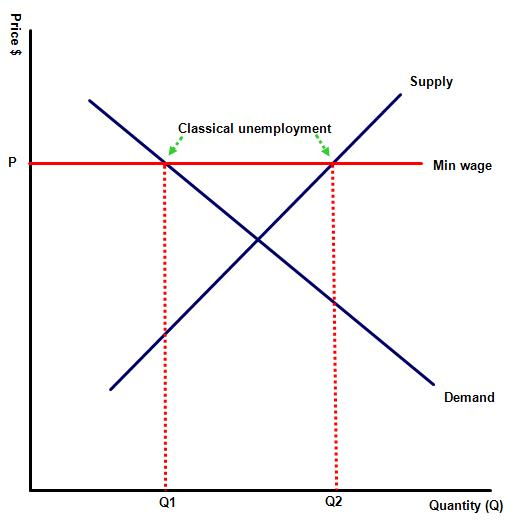 Price $
Supply
Classical unemployment
P
Min wage
Demand
Q1
Q2
Quantity (Q)